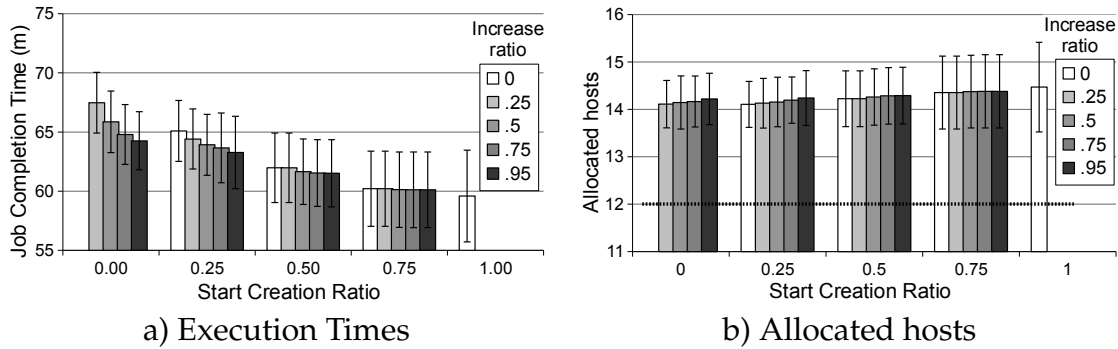 75
70
65
60
55
Job Completion Time (m)
0.00 0.25 0.50 0.75 1.00
Start Creation Ratio
Increase
ratio
0
.25
.5
.75
.95
a) Execution Times
16
15
14
13
12
11
Allocated hosts
0 0.25 0.5 0.75 1
Start Creation Ratio
Increase
ratio
0
.25
.5
.75
.95
b) Allocated hosts